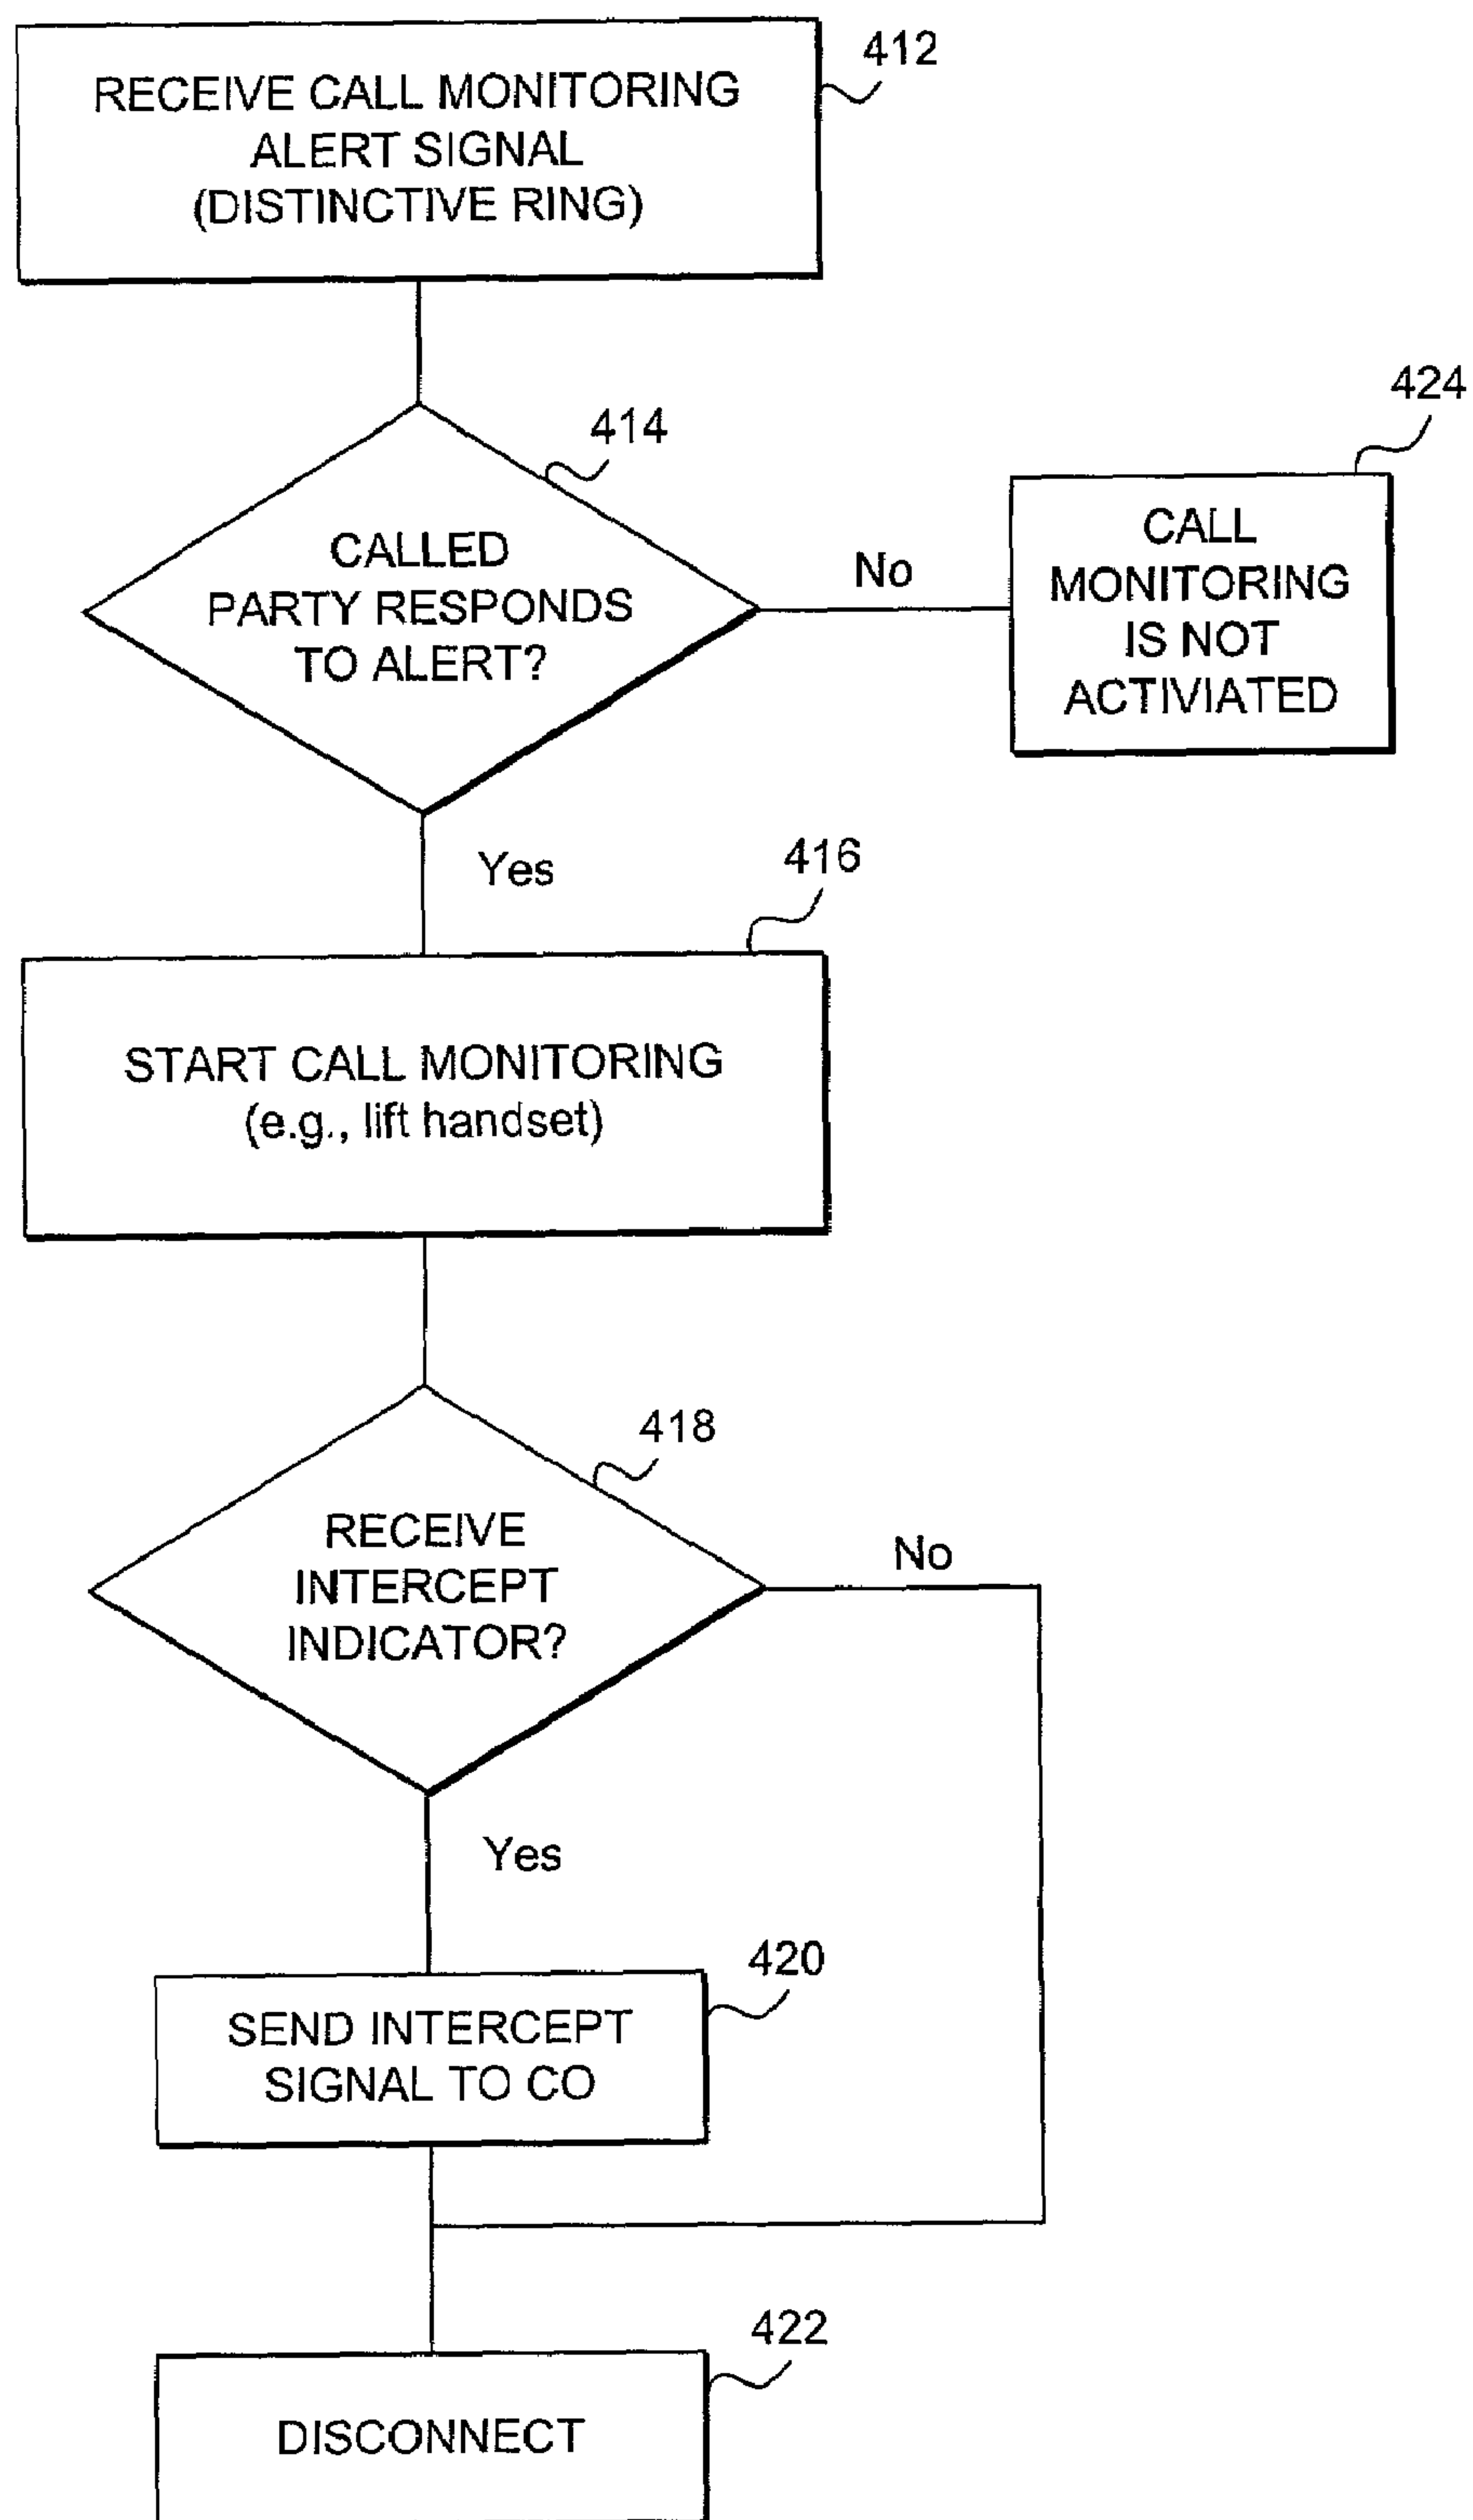 412
RECEIVE CALL MONITORING
ALERT SIGNAL
(DISTINCTIVE RING)
424
414
CALLED
PARTY RESPONDS
TO ALERT?
No
CALL
MONITORING
IS NOT
ACTIVIATED
Yes
416
START CALL MONITORING
(e.g., lift handset)
418
RECEIVE
INTERCEPT
INDICATOR?
No
Yes
420
SEND INTERCEPT
SIGNAL TO CO
422
DISCONNECT